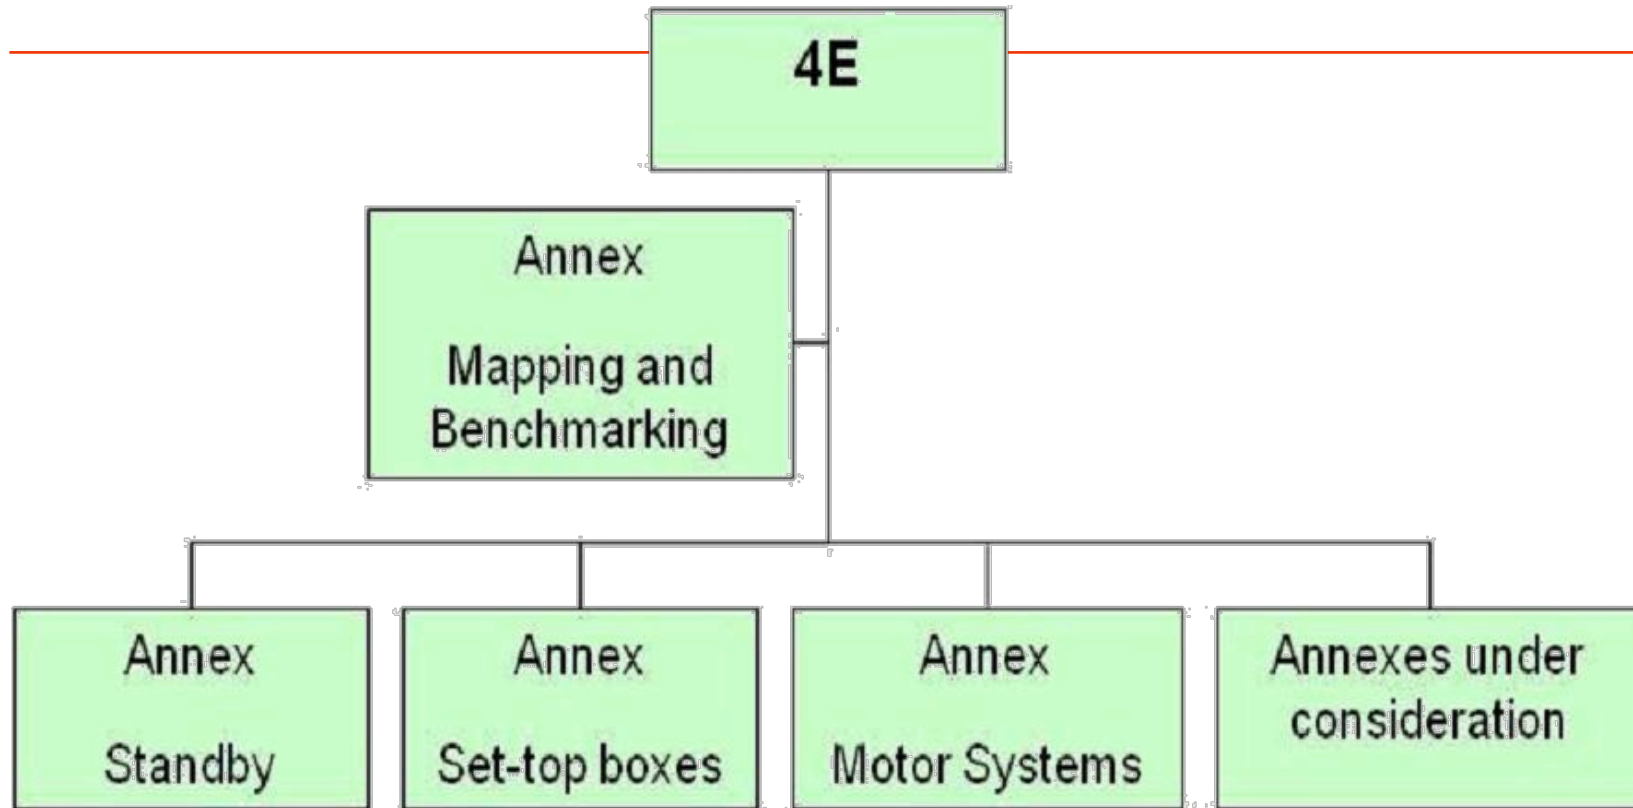 4E
Annex
Mapping and
Benchmarking
Annex
Standby
Annex
Set-top boxes
Annex
Motor Systems
Annexes under
consideration